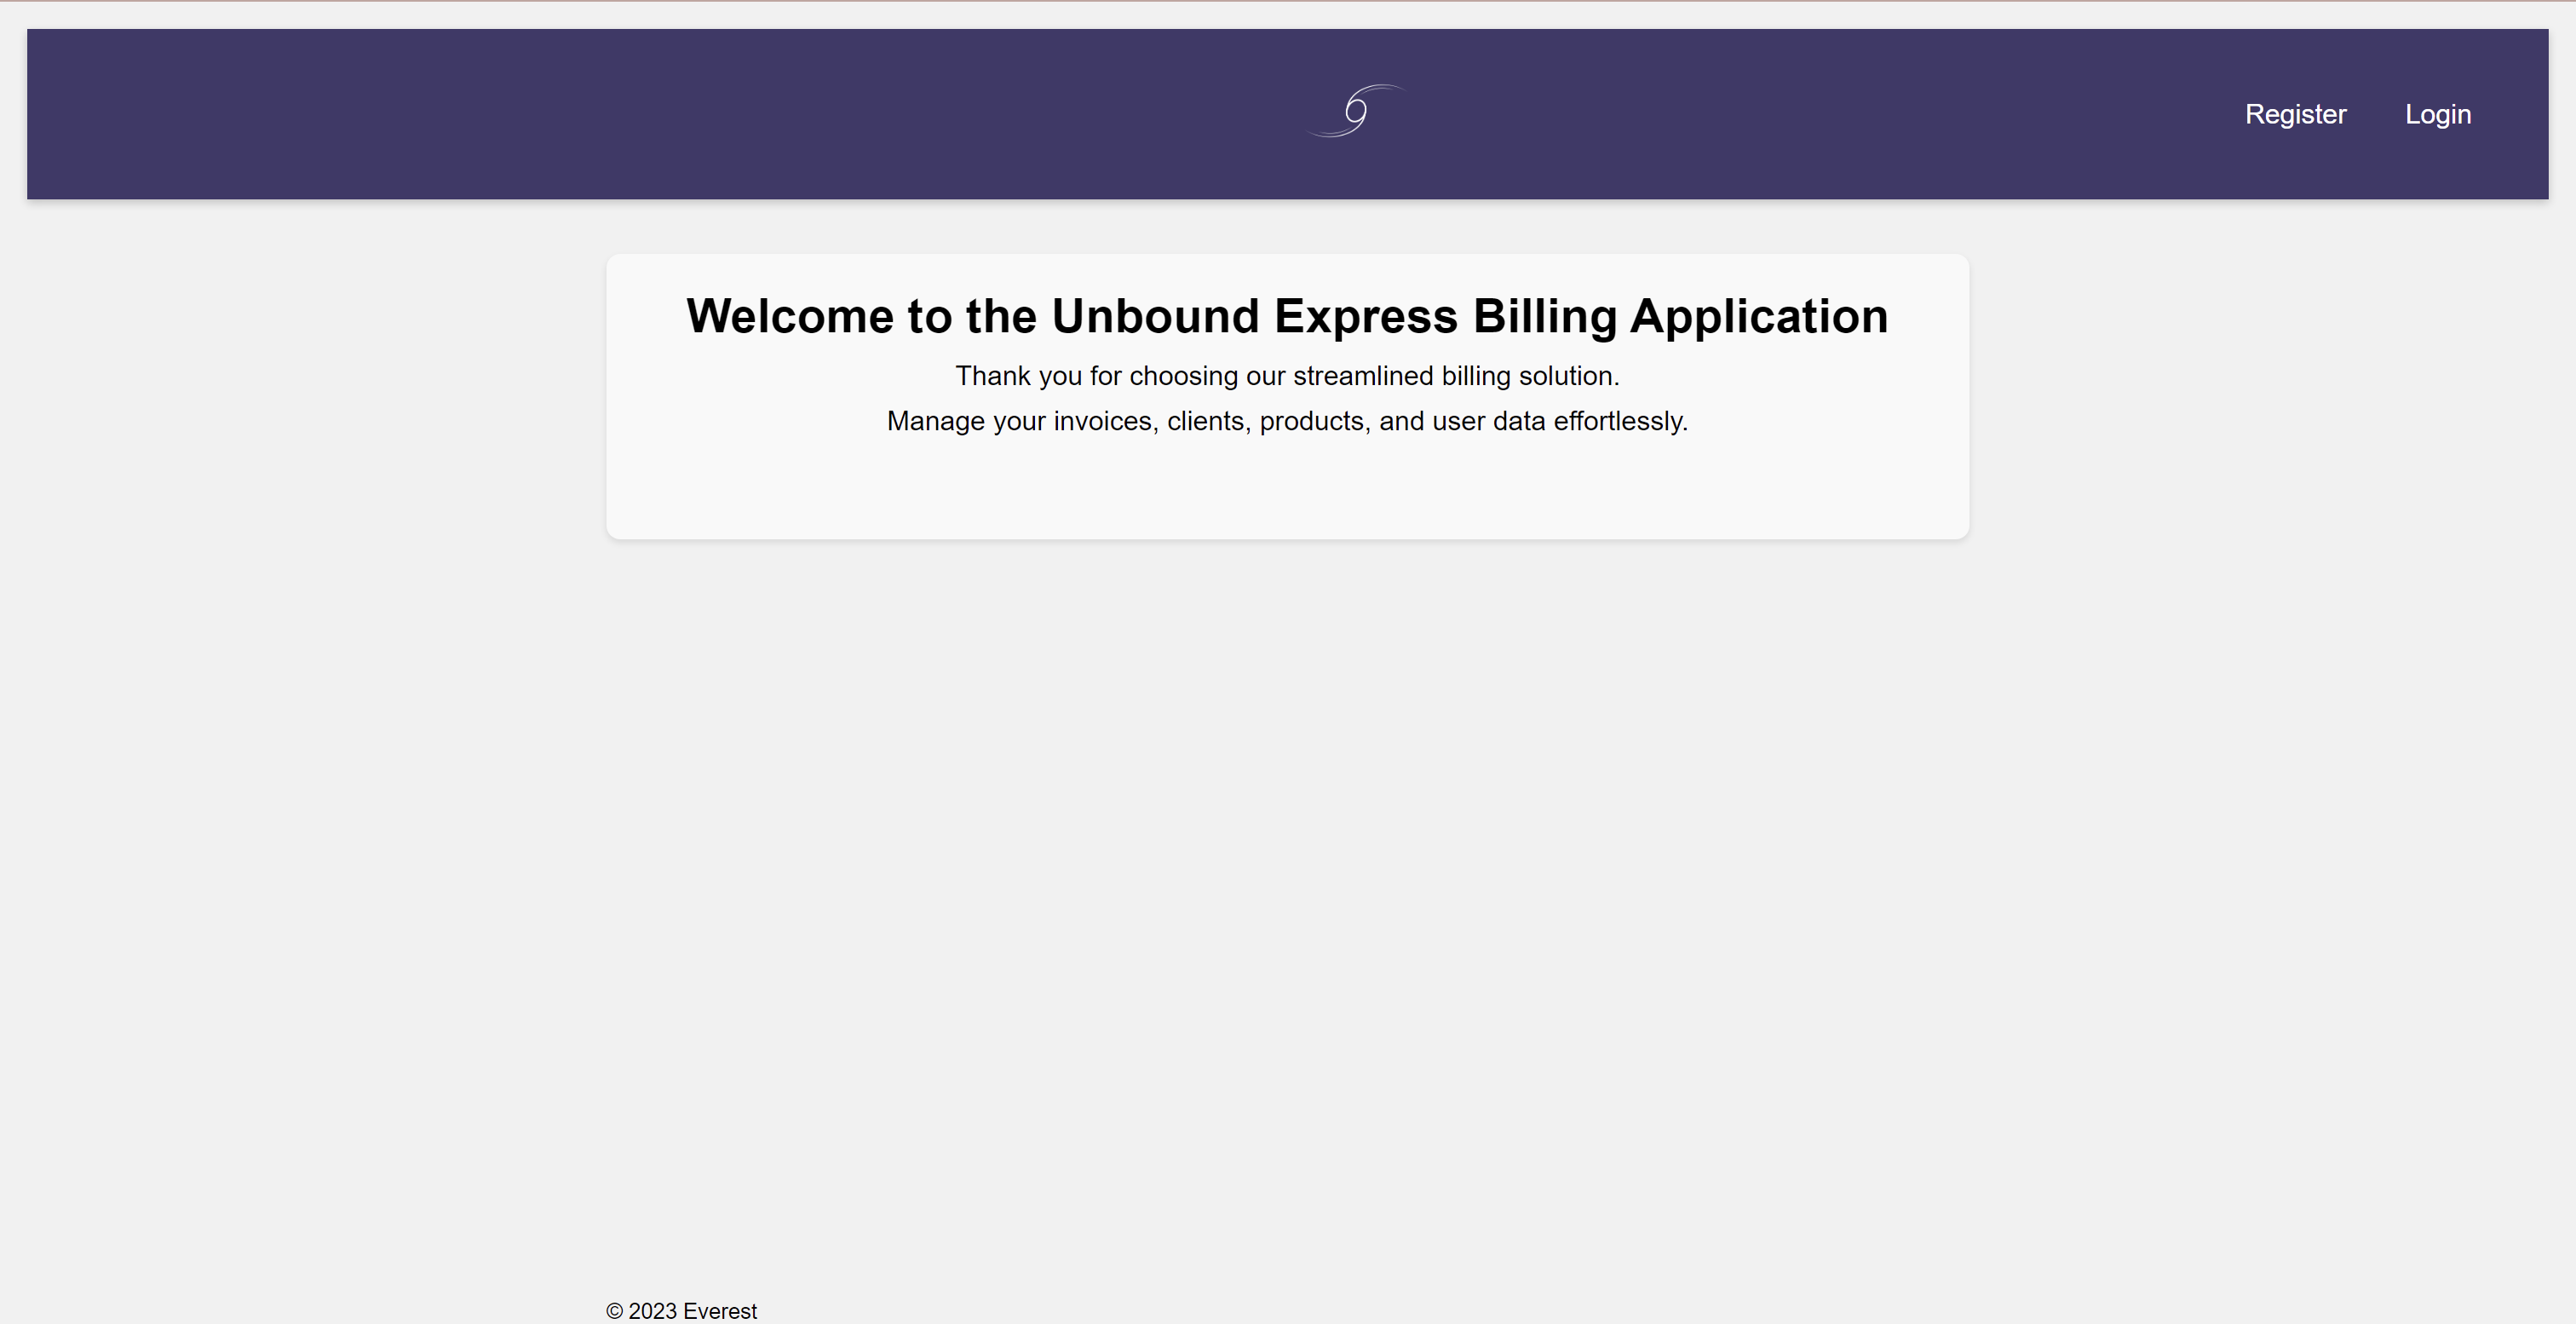 Register
Login
Welcome to the Unbound Express Billing Application
Thank you for choosing our streamlined billing solution.
Manage your invoices, clients, products, and user data effortlessly.
© 2023 Everest